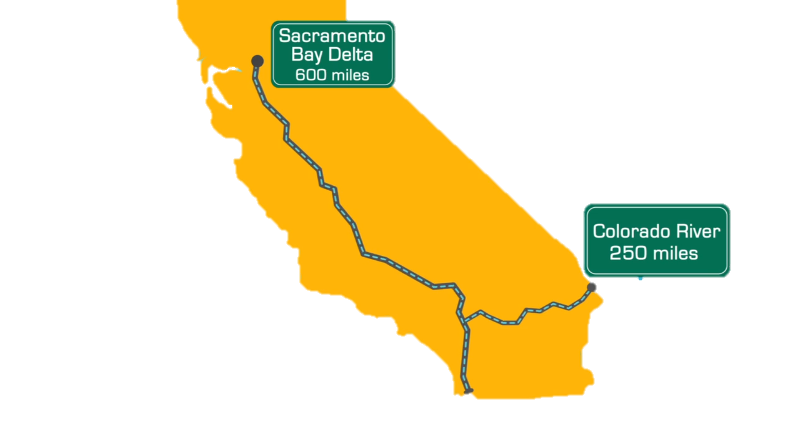 Sacramento
Bay Delta
600 miles
Colorado River
250 miles